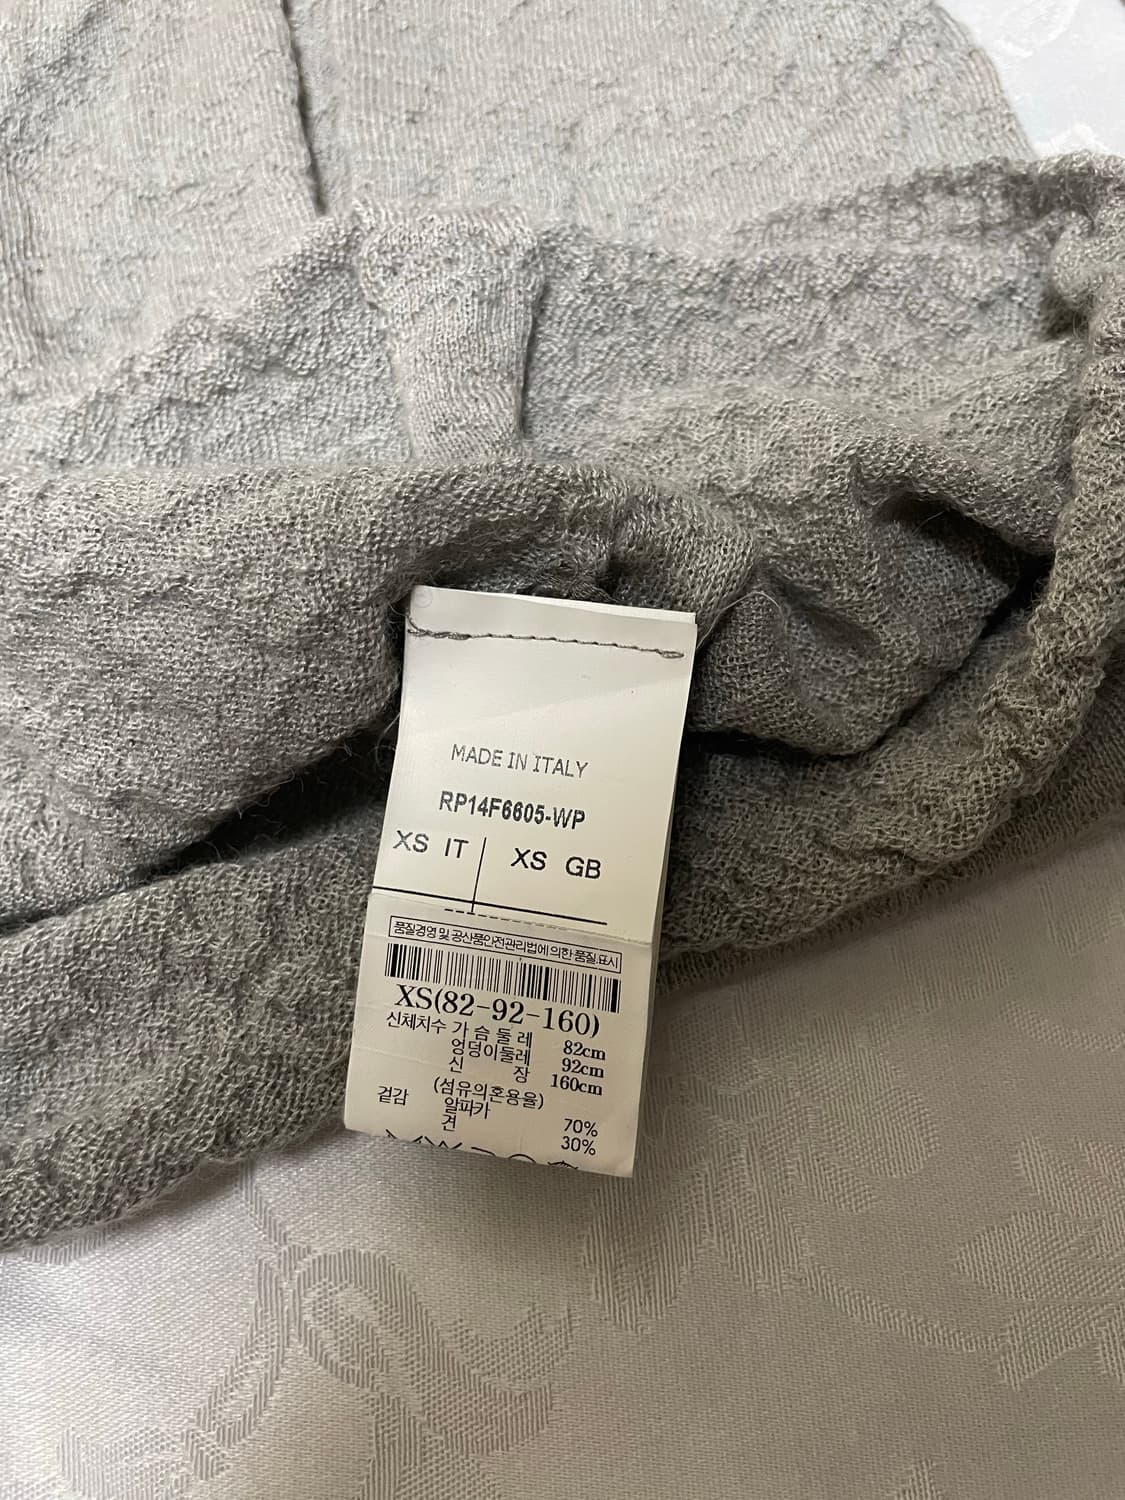 MADE IN ITALY
RP14F6605-WP
XS IT XS GB
품질경영 및 공산품안전관리법에 의한 품질표시
XS(82-92-160)
신체치수 가 슴 둘 레 82cm
엉덩이둘레 92cm
신 장 160cm
(섬유의혼용율)
겉감 알파카 70%
견 30%